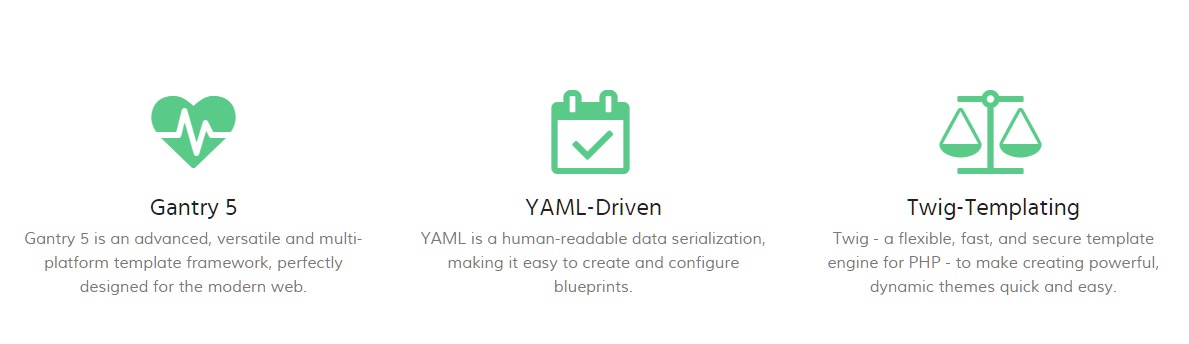 Gantry 5
Gantry 5 is an advanced, versatile and multi-
platform template framework, perfectly
designed for the modern web.
YAML-Driven
YAML is a human-readable data serialization,
making it easy to create and configure
blueprints.
Twig-Templating
Twig - a flexible, fast, and secure template
engine for PHP - to make creating powerful,
dynamic themes quick and easy.